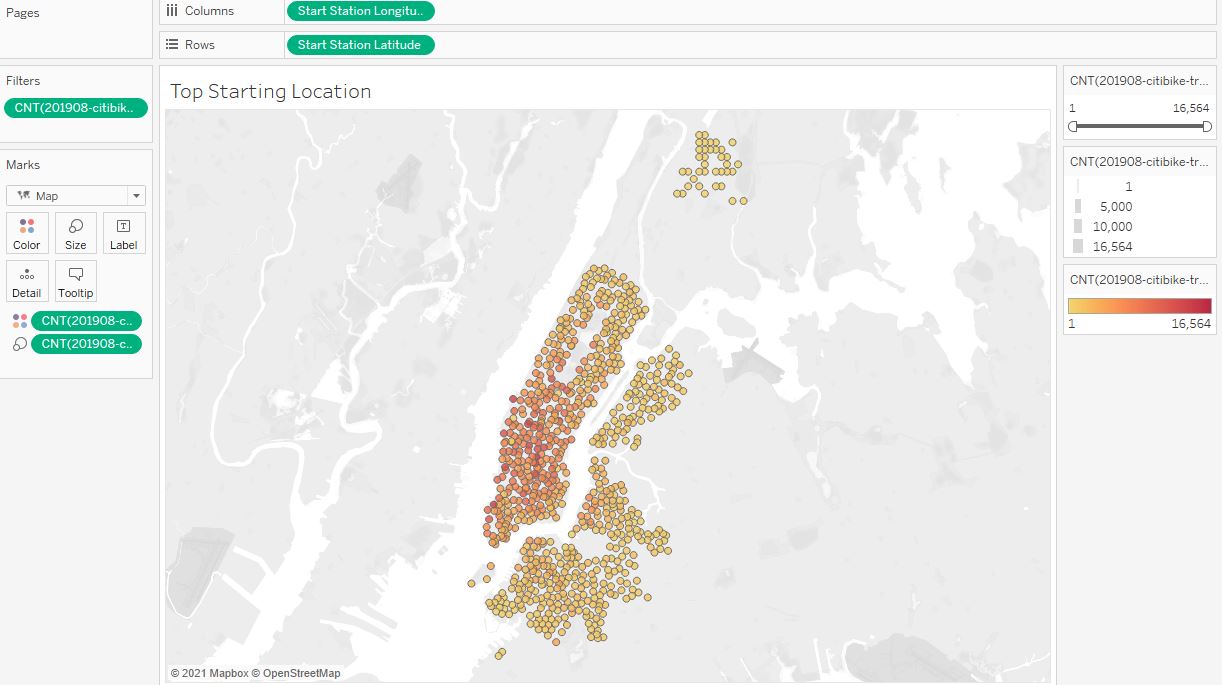 Pages
Columns
Start Station Longitu..
Rows
Start Station Latitude
Filters
CNT(201908-citibik..
Marks
Map
Color
Size
Label
Detail
Tooltip
CNT(201908-c..
CNT(201908-c..
Top Starting Location
© 2021 Mapbox © OpenStreetMap
CNT(201908-citibike-tr...
1 16,564
CNT(201908-citibike-tr...
1
5,000
10,000
16,564
CNT(201908-citibike-tr...
1 16,564